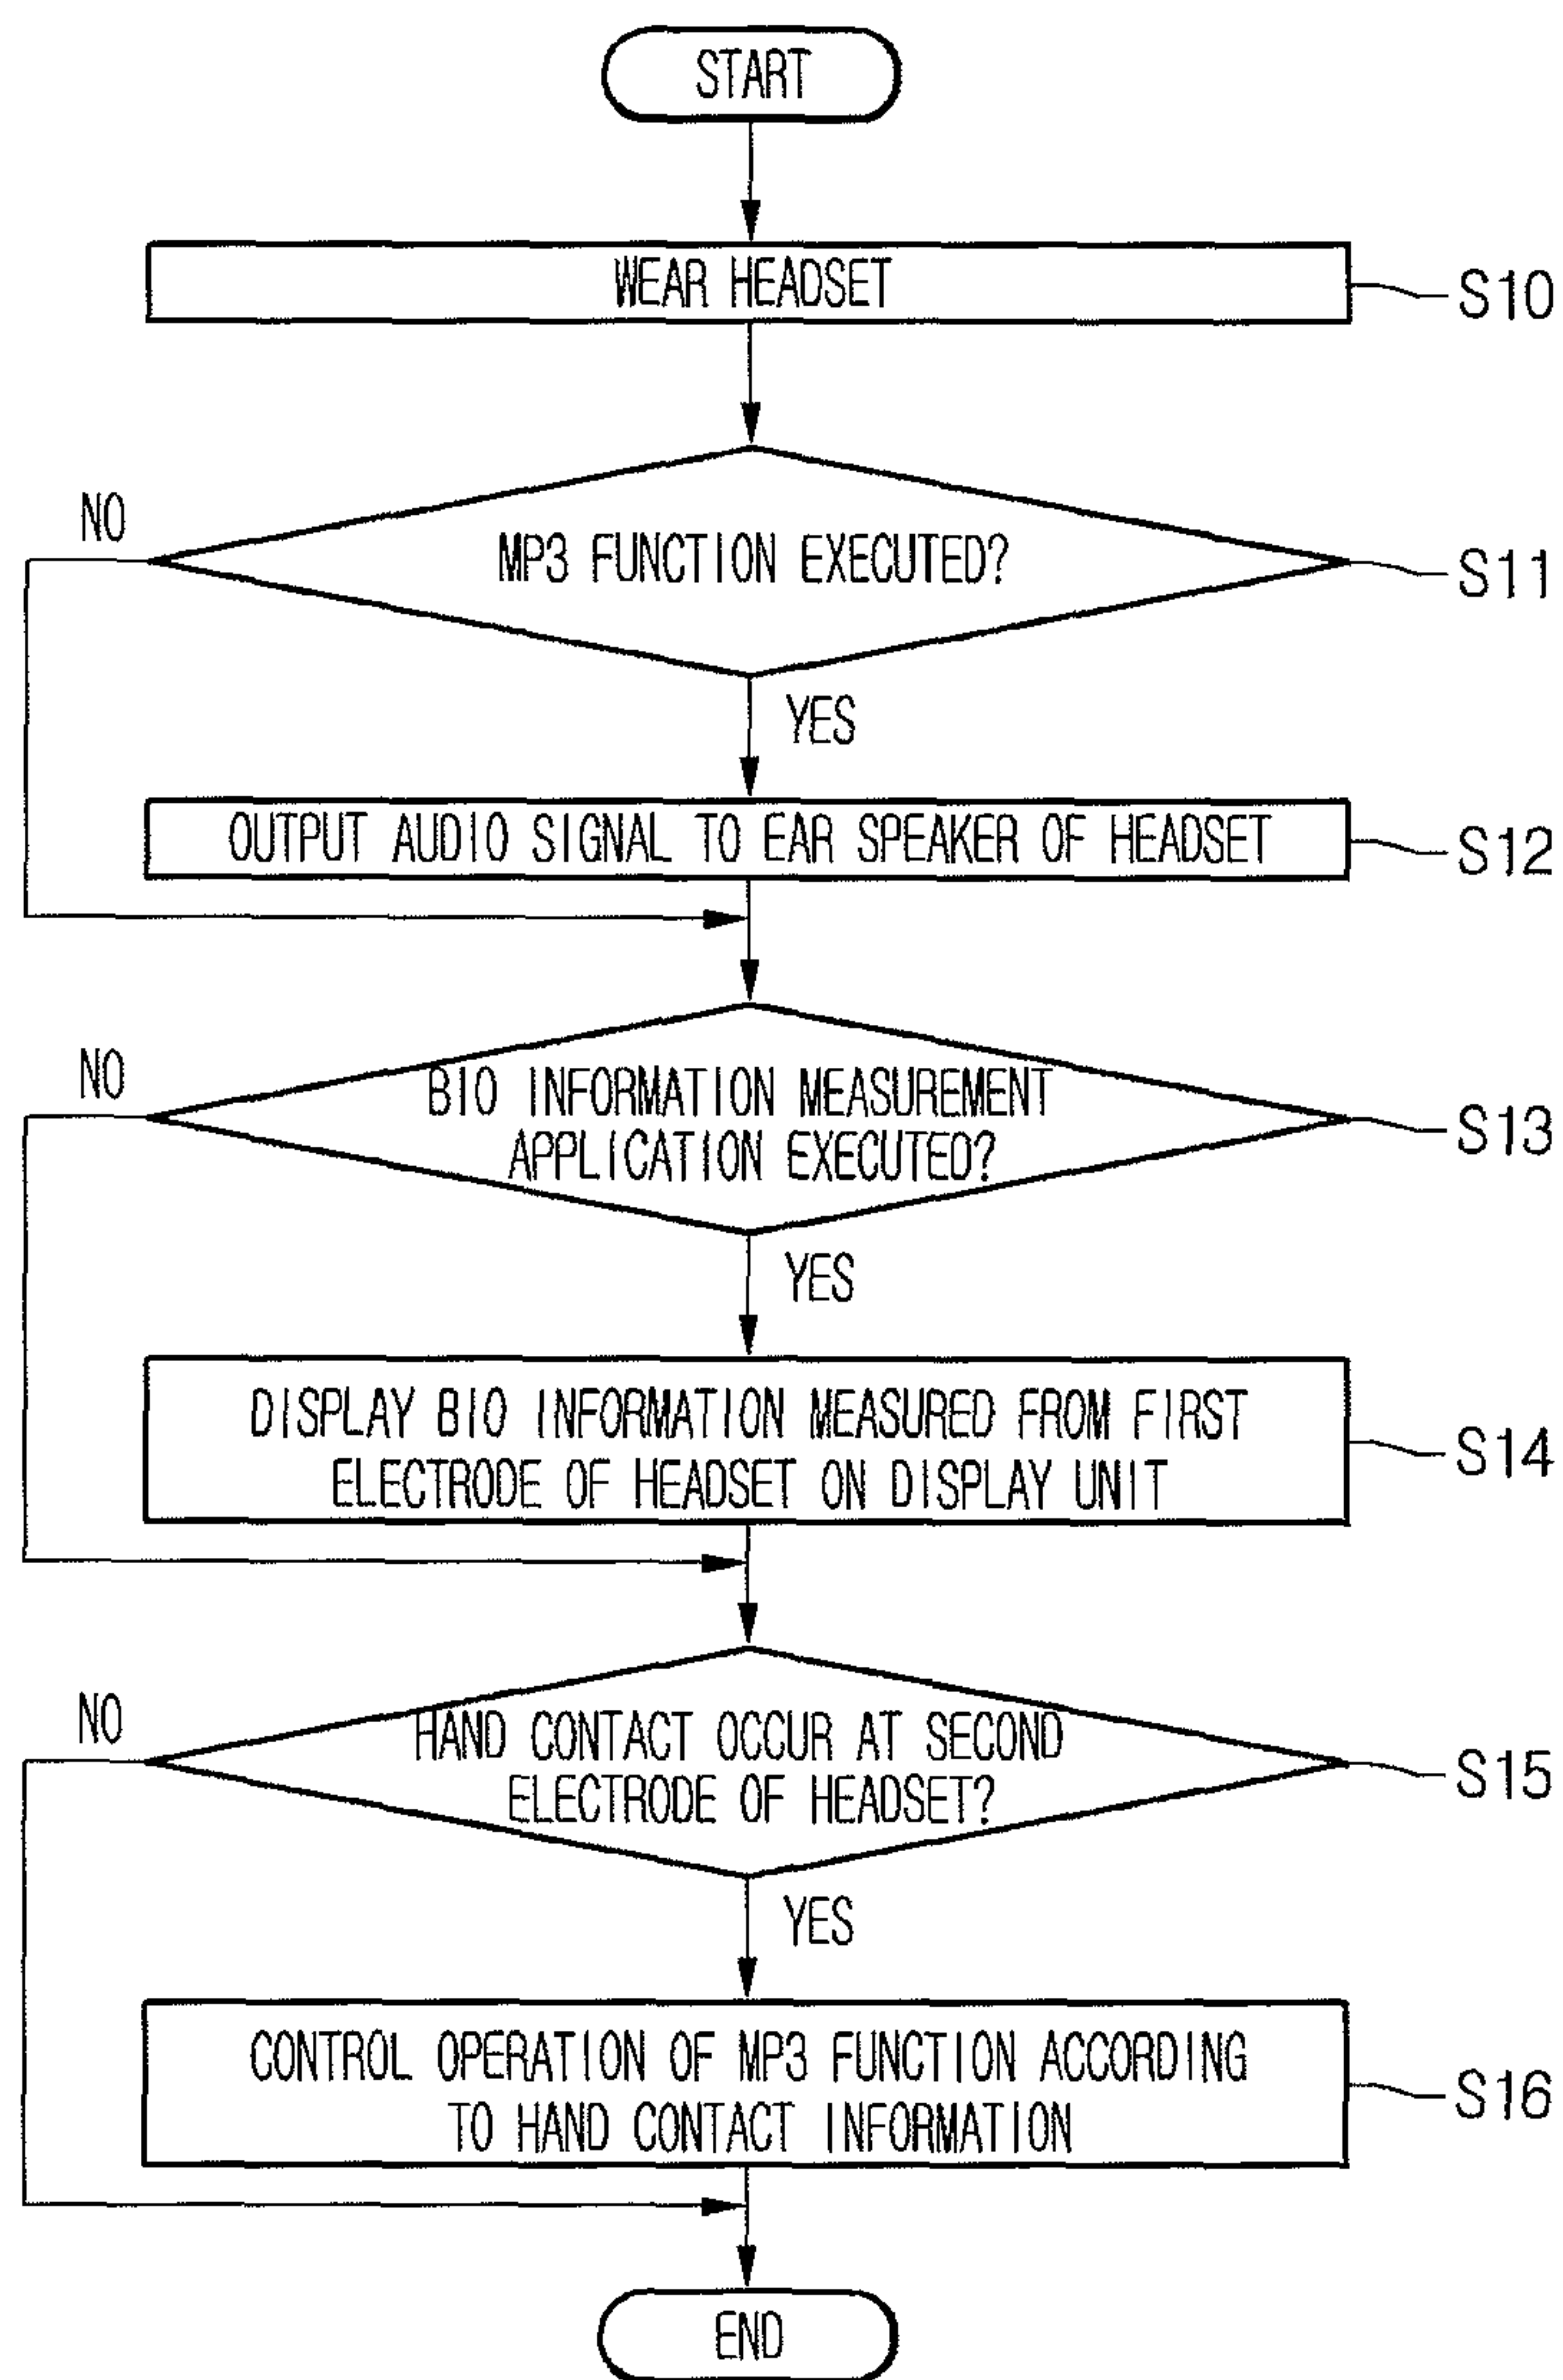 START
WEAR HEADSET
S10
NO
MP3 FUNCTION EXECUTED?
S11
YES
OUTPUT AUDIO SIGNAL TO EAR SPEAKER OF HEADSET
S12
NO
BIO INFORMATION MEASUREMENT
APPLICATION EXECUTED?
S13
YES
DISPLAY BIO INFORMATION MEASURED FROM FIRST
ELECTRODE OF HEADSET ON DISPLAY UNIT
S14
NO
HAND CONTACT OCCUR AT SECOND
ELECTRODE OF HEADSET?
S15
YES
CONTROL OPERATION OF MP3 FUNCTION ACCORDING
TO HAND CONTACT INFORMATION
S16
END